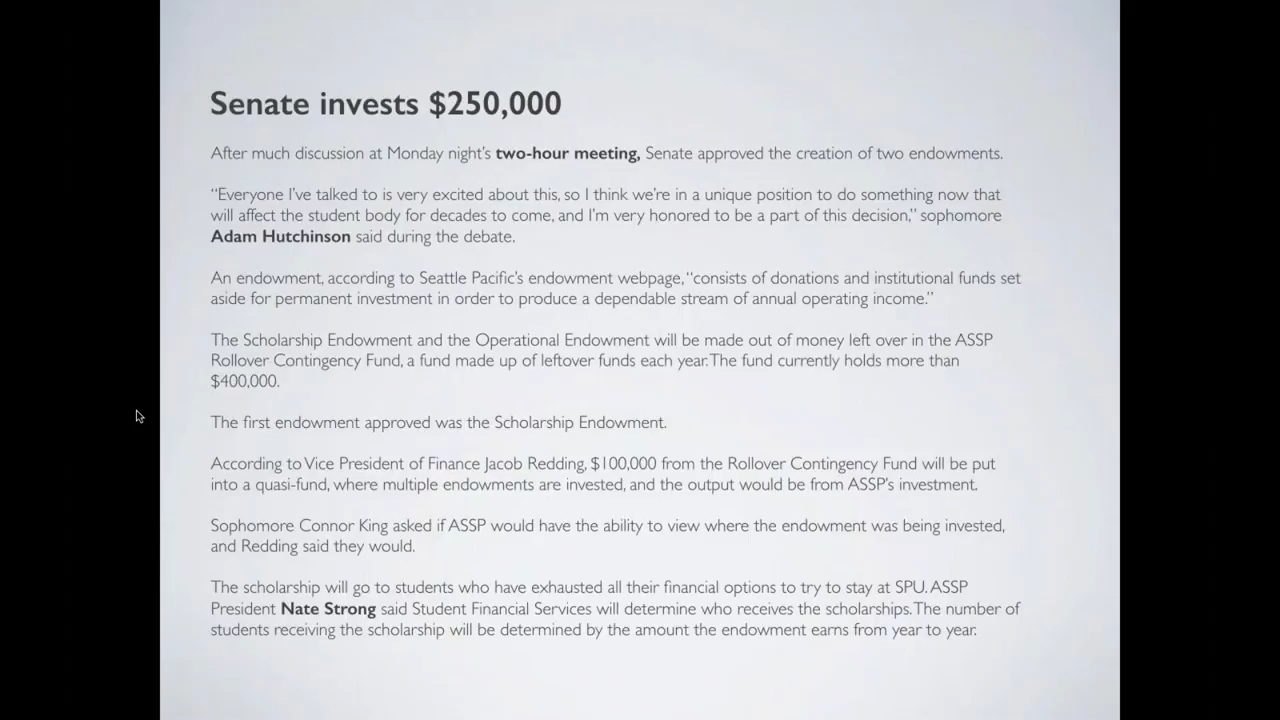 Senate invests $250,000
After much discussion at Monday night's two-hour meeting, Senate approved the creation of two endowments.
“Everyone I've talked to is very excited about this, so I think we're in a unique position to do something now that
will affect the student body for decades to come, and I'm very honored to be a part of this decision,” sophomore
Adam Hutchinson said during the debate.
An endowment, according to Seattle Pacific's endowment webpage, “consists of donations and institutional funds set
aside for permanent investment in order to produce a dependable stream of annual operating income.”
The Scholarship Endowment and the Operational Endowment will be made out of money left over in the ASSP
Rollover Contingency Fund, a fund made up of leftover funds each year. The fund currently holds more than
$400,000.
The first endowment approved was the Scholarship Endowment.
According to Vice President of Finance Jacob Redding, $100,000 from the Rollover Contingency Fund will be put
into a quasi-fund, where multiple endowments are invested, and the output would be from ASSP's investment.
Sophomore Connor King asked if ASSP would have the ability to view where the endowment was being invested,
and Redding said they would.
The scholarship will go to students who have exhausted all their financial options to try to stay at SPU. ASSP
President Nate Strong said Student Financial Services will determine who receives the scholarships. The number of
students receiving the scholarship will be determined by the amount the endowment earns from year to year.